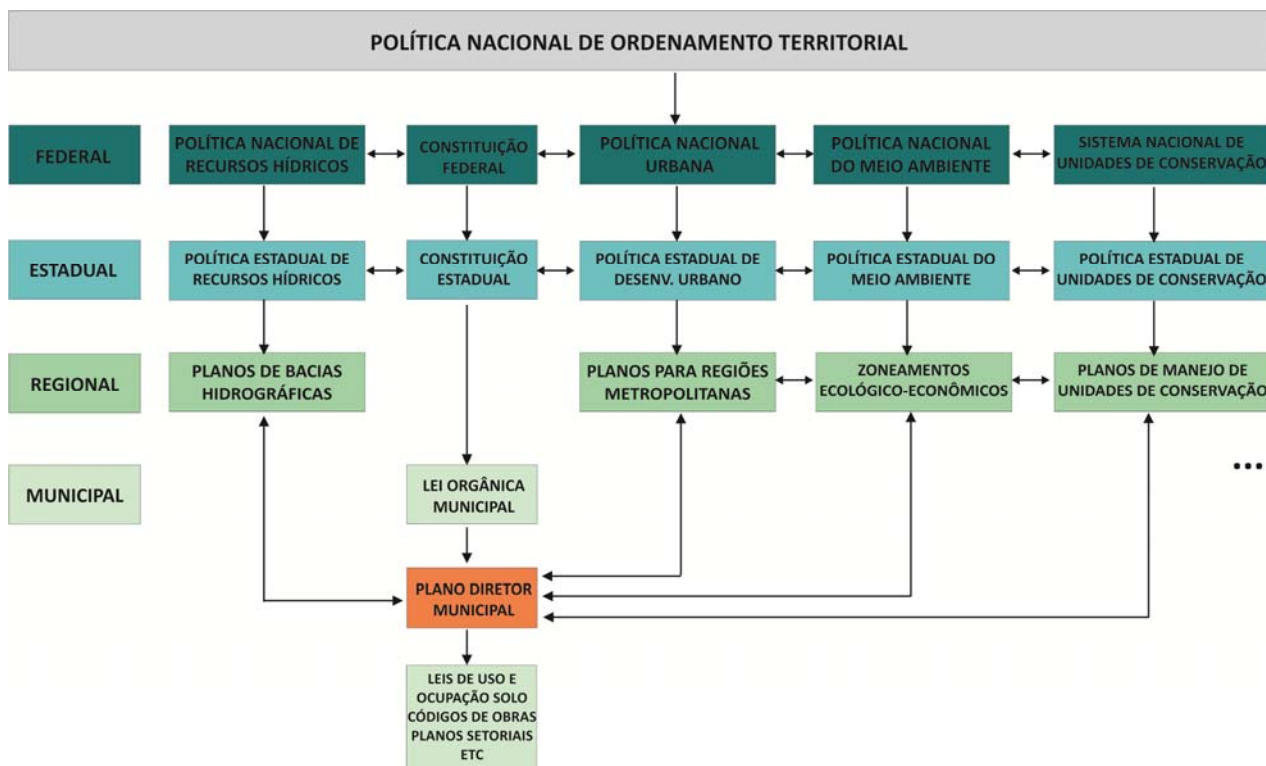 POLÍTICA NACIONAL DE ORDENAMENTO TERRITORIAL
FEDERAL
POLÍTICA NACIONAL DE
RECURSOS HÍDRICOS
CONSTITUIÇÃO
FEDERAL
POLÍTICA NACIONAL
URBANA
POLÍTICA NACIONAL
DO MEIO AMBIENTE
SISTEMA NACIONAL DE
UNIDADES DE CONSERVAÇÃO
ESTADUAL
POLÍTICA ESTADUAL DE
RECURSOS HÍDRICOS
CONSTITUIÇÃO
ESTADUAL
POLÍTICA ESTADUAL DE
DESENV. URBANO
POLÍTICA ESTADUAL DO
MEIO AMBIENTE
POLÍTICA ESTADUAL DE
UNIDADES DE CONSERVAÇÃO
REGIONAL
PLANOS DE BACIAS
HIDROGRÁFICAS
PLANOS PARA REGIÕES
METROPOLITANAS
ZONEAMENTOS
ECOLÓGICO-ECONÔMICOS
PLANOS DE MANEJO DE
UNIDADES DE CONSERVAÇÃO
...
MUNICIPAL
LEI ORGÂNICA
MUNICIPAL
PLANO DIRETOR
MUNICIPAL
LEIS DE USO E
OCUPAÇÃO SOLO
CÓDIGOS DE OBRAS
PLANOS SETORIAIS
ETC